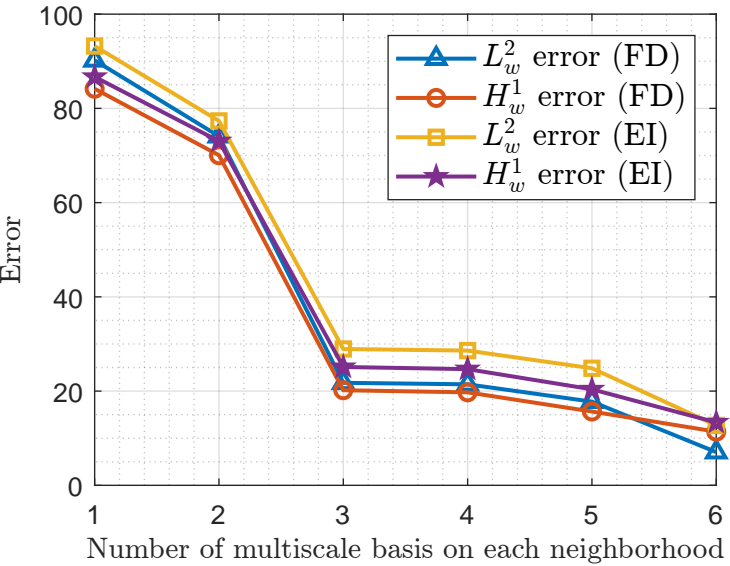 100
80
60
40
20
0
Error
L²_w error (FD)
H¹_w error (FD)
L²_w error (EI)
H¹_w error (EI)
1 2 3 4 5 6
Number of multiscale basis on each neighborhood